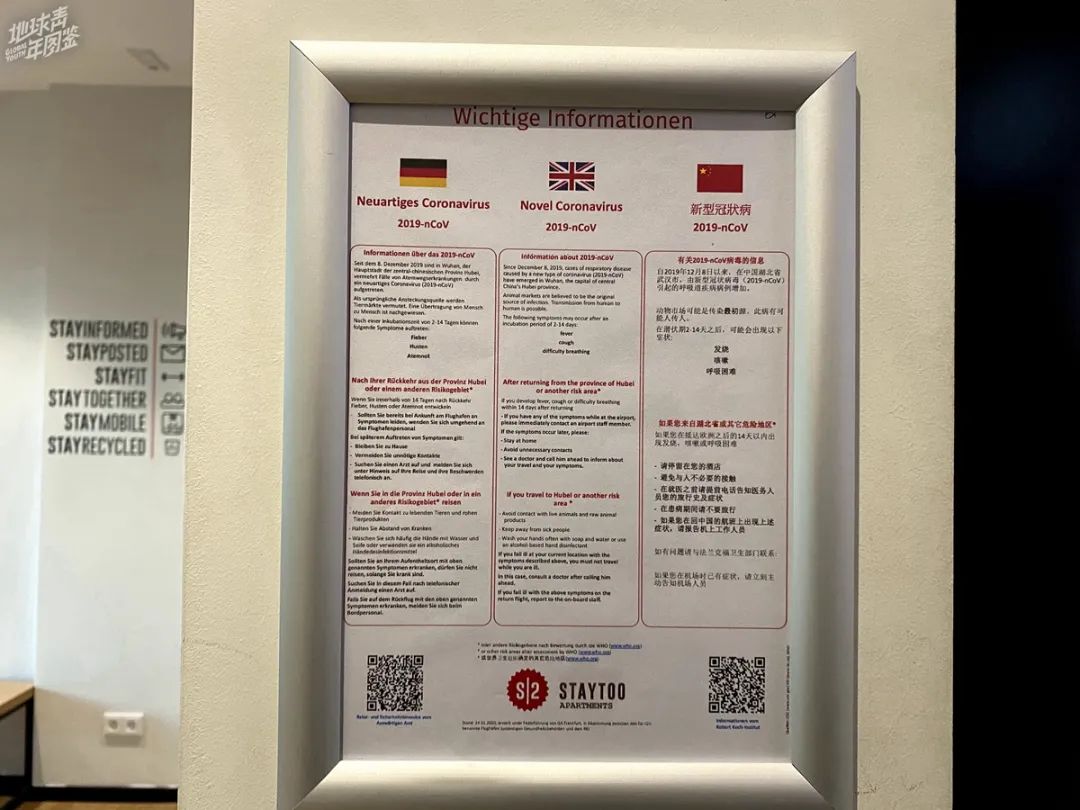 地球青
GLOBAL YOUTH
年图鉴
STAYINFORMED
STAYPOSTED
STAYFIT
STAYTOGETHER
STAYMOBILE
STAYRECYCLED
Wichtige Informationen
Neuartiges Coronavirus
2019-nCoV
Informationen über das 2019-nCoV
Seit dem 8. Dezember 2019 sind in Wuhan, der
Hauptstadt der zentral-chinesischen Provinz Hubei,
vermehrt Fälle von Atemwegserkrankungen durch
ein neuartiges Coronavirus (2019-nCoV)
aufgetreten.
Als ursprüngliche Ansteckungsquelle werden
Tiermärkte vermutet. Eine Übertragung von Mensch
zu Mensch ist nachgewiesen.
Nach einer Inkubationszeit von 2-14 Tagen können
folgende Symptome auftreten:
Fieber
Husten
Atemnot
Nach Ihrer Rückkehr aus der Provinz Hubei
oder einem anderen Risikogebiet*
Wenn Sie innerhalb von 14 Tagen nach Rückkehr
Fieber, Husten oder Atemnot entwickeln
- Sollten Sie bereits bei Ankunft am Flughafen an
Symptomen leiden, wenden Sie sich umgehend an
das Flughafenpersonal
Bei späterem Auftreten von Symptomen gilt:
- Bleiben Sie zu Hause
- Vermeiden Sie unnötige Kontakte
- Suchen Sie einen Arzt auf und melden Sie sich
unter Hinweis auf Ihre Reise und Ihre Beschwerden
telefonisch an.
Wenn Sie in die Provinz Hubei oder in ein
anderes Risikogebiet* reisen
- Meiden Sie Kontakt zu lebenden Tieren und rohen
Tierprodukten
- Halten Sie Abstand von Kranken
- Waschen Sie sich häufig die Hände mit Wasser und
Seife oder verwenden sie ein alkoholisches
Händedesinfektionsmittel
Sollten Sie an Ihrem Aufenthaltsort mit oben
genannten Symptomen erkranken, dürfen Sie nicht
reisen, solange Sie krank sind.
Suchen Sie in diesem Fall nach telefonischer
Anmeldung einen Arzt auf.
Falls Sie auf dem Rückflug mit den oben genannten
Symptomen erkranken, melden Sie sich beim
Bordpersonal.
Novel Coronavirus
2019-nCoV
Information about 2019-nCoV
Since December 8, 2019, cases of respiratory disease
caused by a new type of coronavirus (2019-nCoV)
have emerged in Wuhan, the capital of central
China's Hubei province.
Animal markets are believed to be the original
source of infection. Transmission from human to
human is possible.
The following symptoms may occur after an
incubation period of 2-14 days:
fever
cough
difficulty breathing
After returning from the province of Hubei
or another risk area*
If you develop fever, cough or difficulty breathing
within 14 days after returning
- If you have any of the symptoms while at the airport,
please immediately contact an airport staff member.
If the symptoms occur later, please:
- Stay at home
- Avoid unnecessary contacts
- See a doctor and call him ahead to inform about
your travel and your symptoms.
If you travel to Hubei or another risk
area *
- Avoid contact with live animals and raw animal
products
- Keep away from sick people
- Wash your hands often with soap and water or use
an alcohol-based hand disinfectant
If you fall ill at your current location with the
symptoms described above, you must not travel
while you are ill.
In this case, consult a doctor after calling him
ahead.
If you fall ill with the above symptoms on the
return flight, report to the on-board staff.
新型冠狀病
2019-nCoV
有关2019-nCoV病毒的信息
自2019年12月8日以来，在中国湖北省
武汉市，由新型冠状病毒（2019-nCoV）
引起的呼吸道疾病病例增加。
动物市场可能是传染最初源。此病有可
能人传人。
在潜伏期2-14天之后，可能会出现以下
症状:
发烧
咳嗽
呼吸困难
如果您来自湖北省或其它危险地区*
如果您在抵达欧洲之后的14天以内出
现发烧、咳嗽或呼吸困难
- 请停留在您的酒店
- 避免与人不必要的接触
- 在就医之前请提前电话告知医务人
员您的旅行史及症状
- 在患病期间请不要旅行
- 如果您在回中国的航班上出现上述
症状，请报告机上工作人员
如有问题请与法兰克福卫生部门联系:
如果您在机场时已有症状，请立刻主
动告知机场人员
* oder andere Risikogebiete nach Bewertung durch die WHO (www.who.org)
* or other risk areas after assessment by WHO (www.who.org)
* 或世界卫生组织确定的其它危险地区(www.who.org)
Reise- und Sicherheitshinweise vom
Auswärtigen Amt
S|2
STAYTOO
APARTMENTS
Informationen vom
Robert Koch-Institut